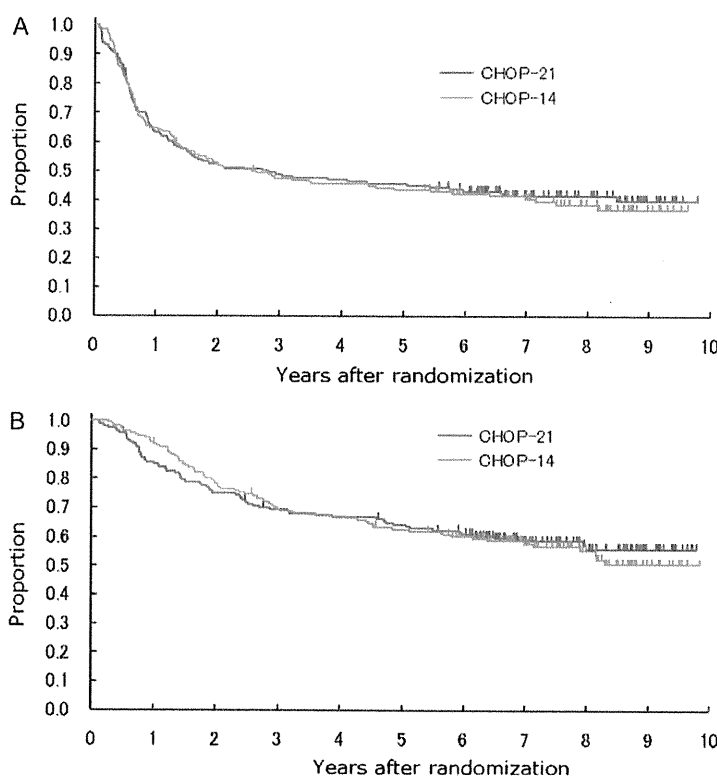 A
1.0
0.9
0.8
0.7
0.6
0.5
0.4
0.3
0.2
0.1
0.0
Proportion
CHOP-21
CHOP-14
0 1 2 3 4 5 6 7 8 9 10
Years after randomization
B
1.0
0.9
0.8
0.7
0.6
0.5
0.4
0.3
0.2
0.1
0.0
Proportion
CHOP-21
CHOP-14
0 1 2 3 4 5 6 7 8 9 10
Years after randomization